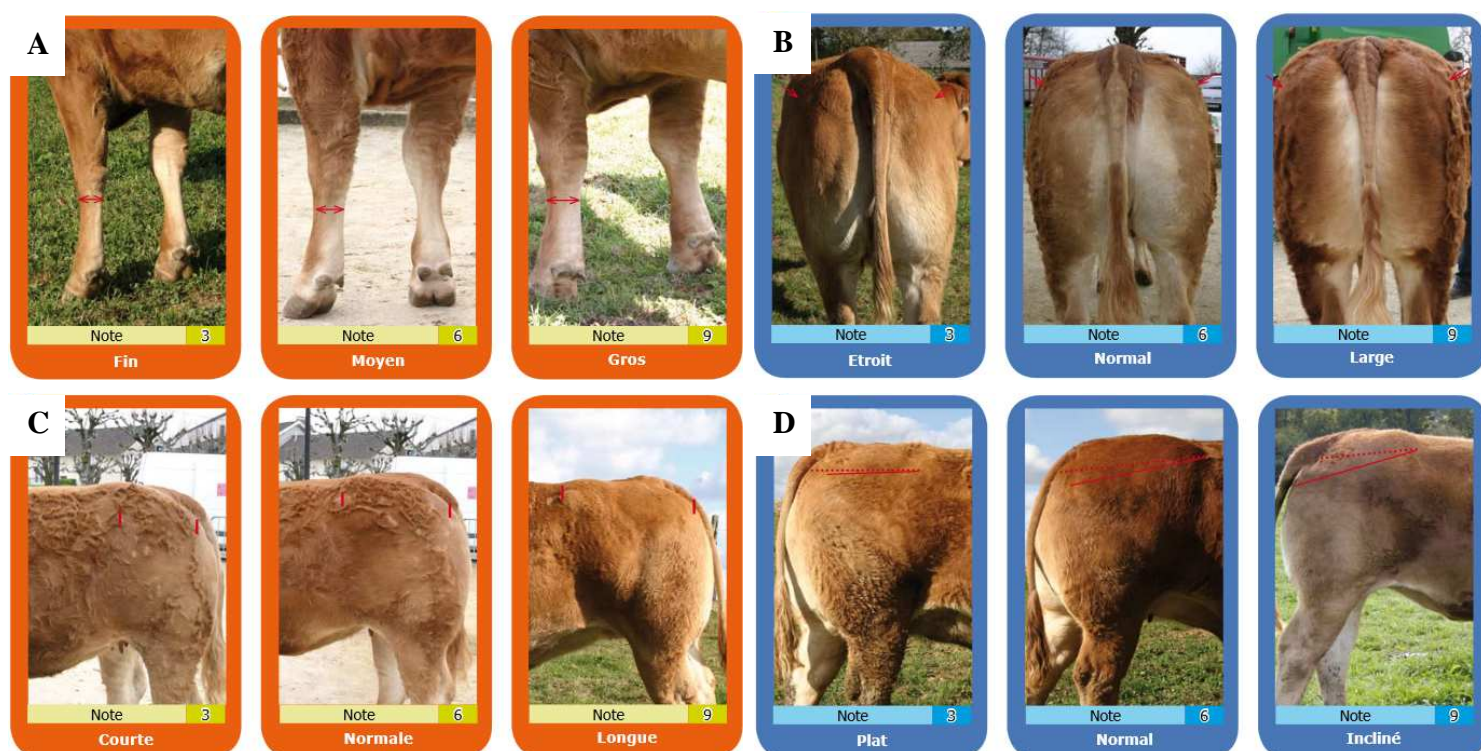 A
Note 3
Fin
Note 6
Moyen
Note 9
Gros
B
Note 3
Etroit
Note 6
Normal
Note 9
Large
C
Note 3
Courte
Note 6
Normale
Note 9
Longue
D
Note 3
Plat
Note 6
Normal
Note 9
Incliné